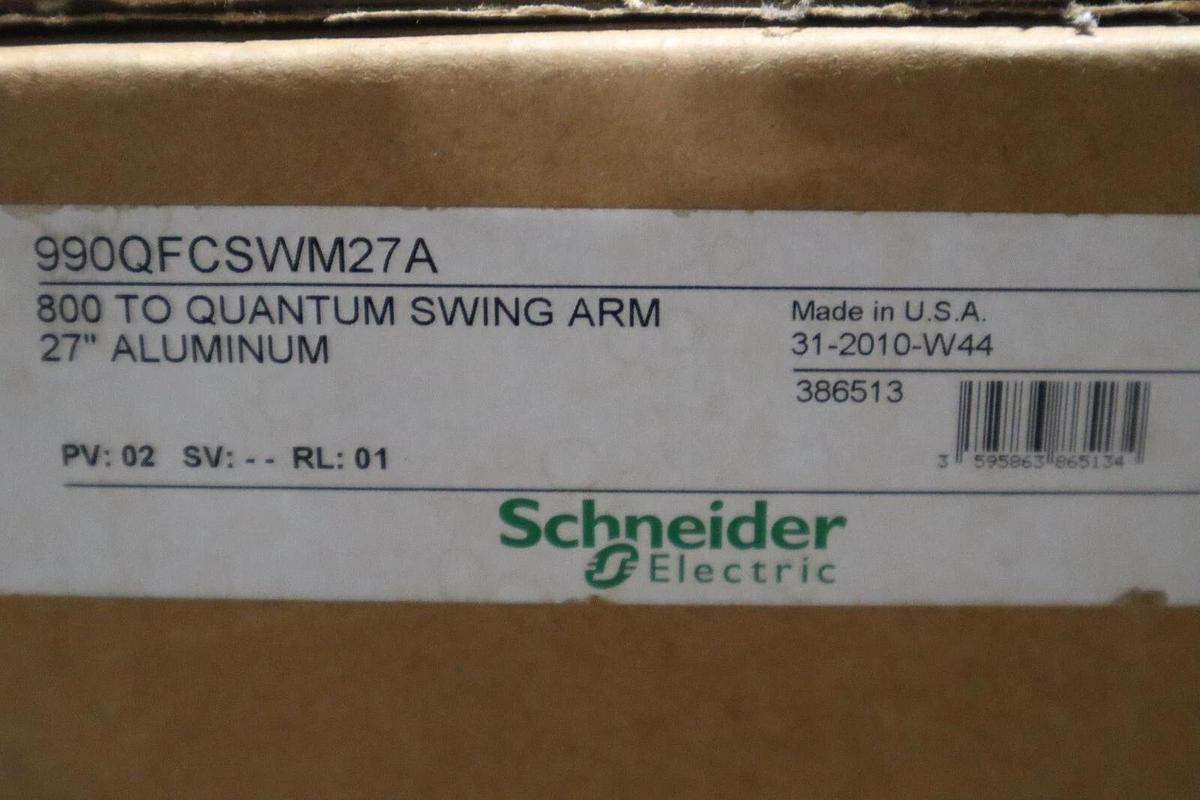 990QFCSWM27A
800 TO QUANTUM SWING ARM
27" ALUMINUM
Made in U.S.A.
31-2010-W44
386513
3 595863 865134
PV: 02 SV: - - RL: 01
Schneider
Electric